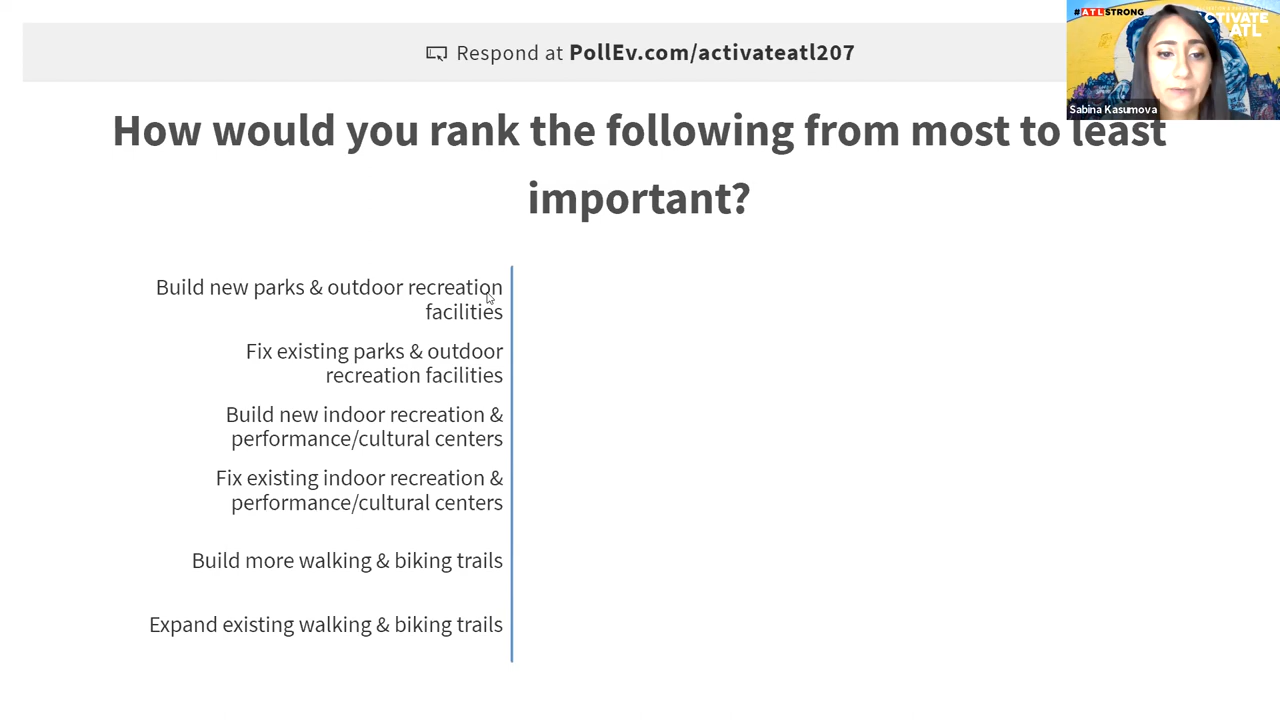 Respond at PollEv.com/activateatl207
#ATLSTRONG
ACTIVATE
ATL
Sabina Kasumova
How would you rank the following from most to least
important?
Build new parks & outdoor recreation
facilities
Fix existing parks & outdoor
recreation facilities
Build new indoor recreation &
performance/cultural centers
Fix existing indoor recreation &
performance/cultural centers
Build more walking & biking trails
Expand existing walking & biking trails